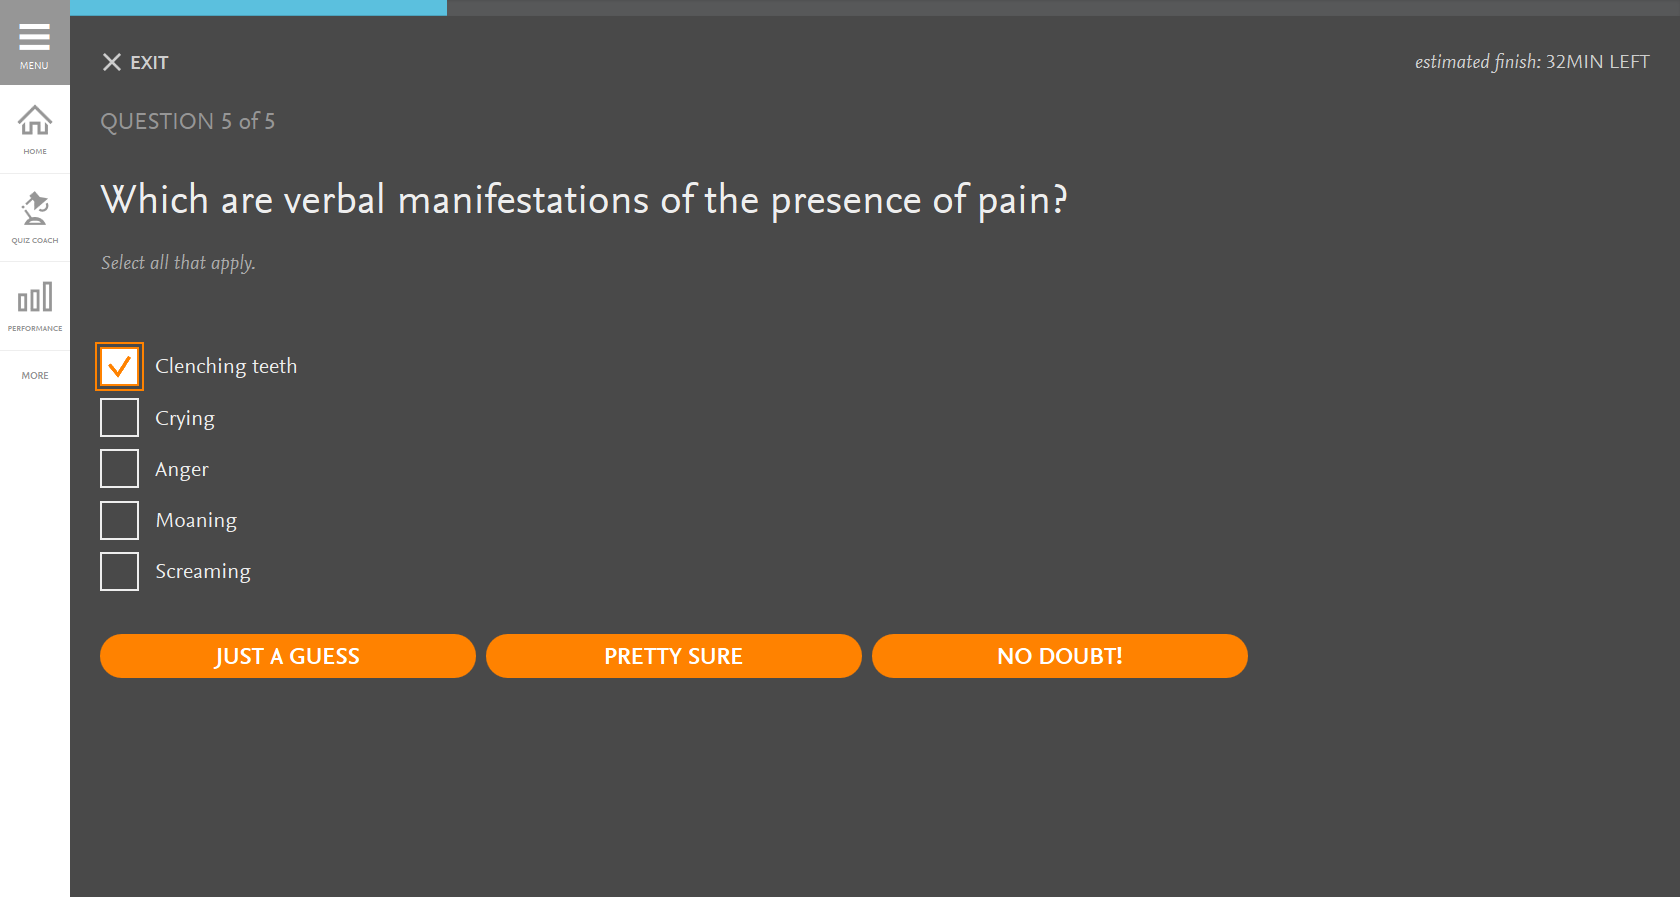 MENU
HOME
QUIZ COACH
PERFORMANCE
MORE
EXIT
estimated finish: 32MIN LEFT
QUESTION 5 of 5
Which are verbal manifestations of the presence of pain?
Select all that apply.
Clenching teeth
Crying
Anger
Moaning
Screaming
JUST A GUESS
PRETTY SURE
NO DOUBT!